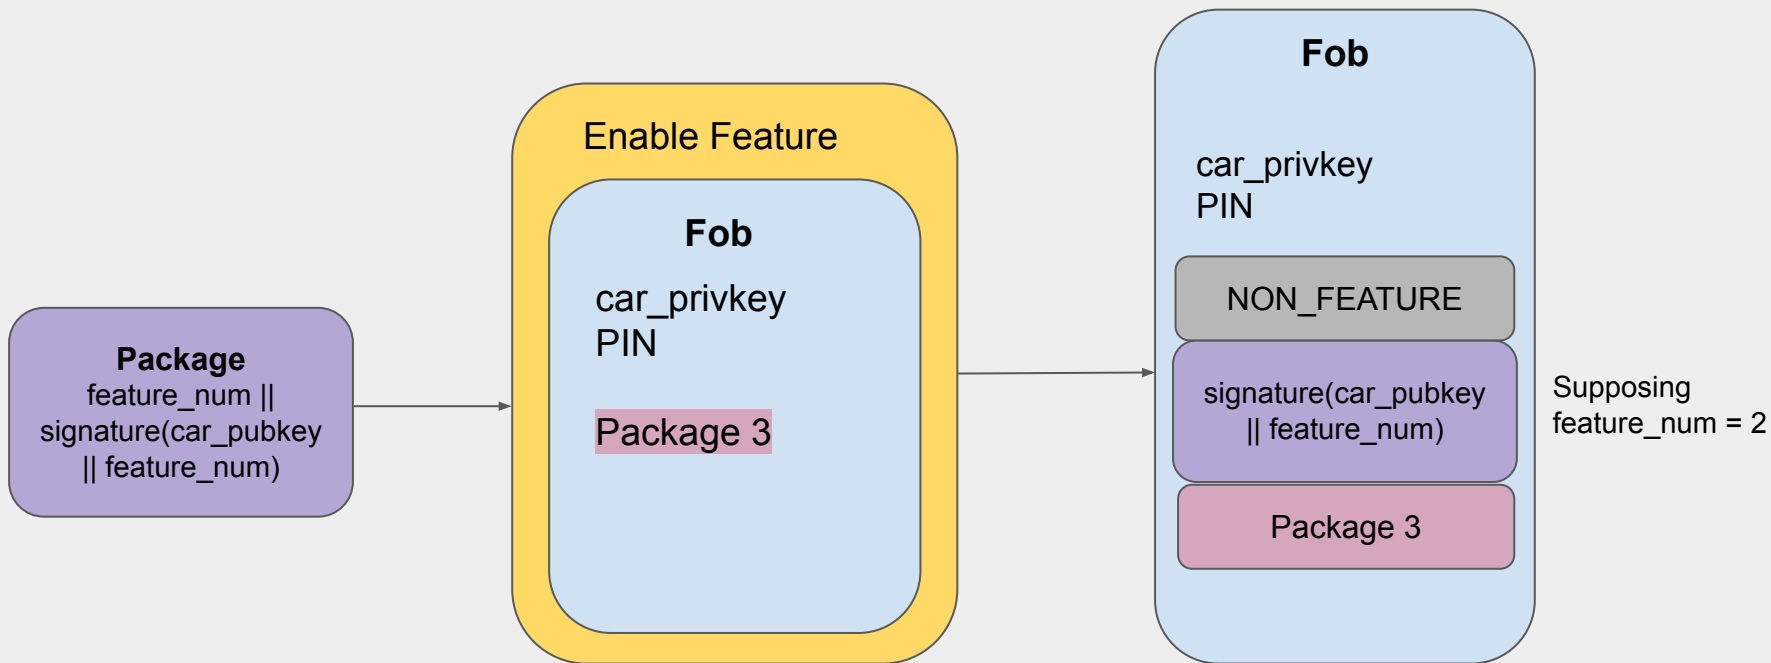 Package
feature_num ||
signature(car_pubkey
|| feature_num)
Enable Feature
Fob
car_privkey
PIN
Package 3
Fob
car_privkey
PIN
NON_FEATURE
signature(car_pubkey
|| feature_num)
Package 3
Supposing
feature_num = 2